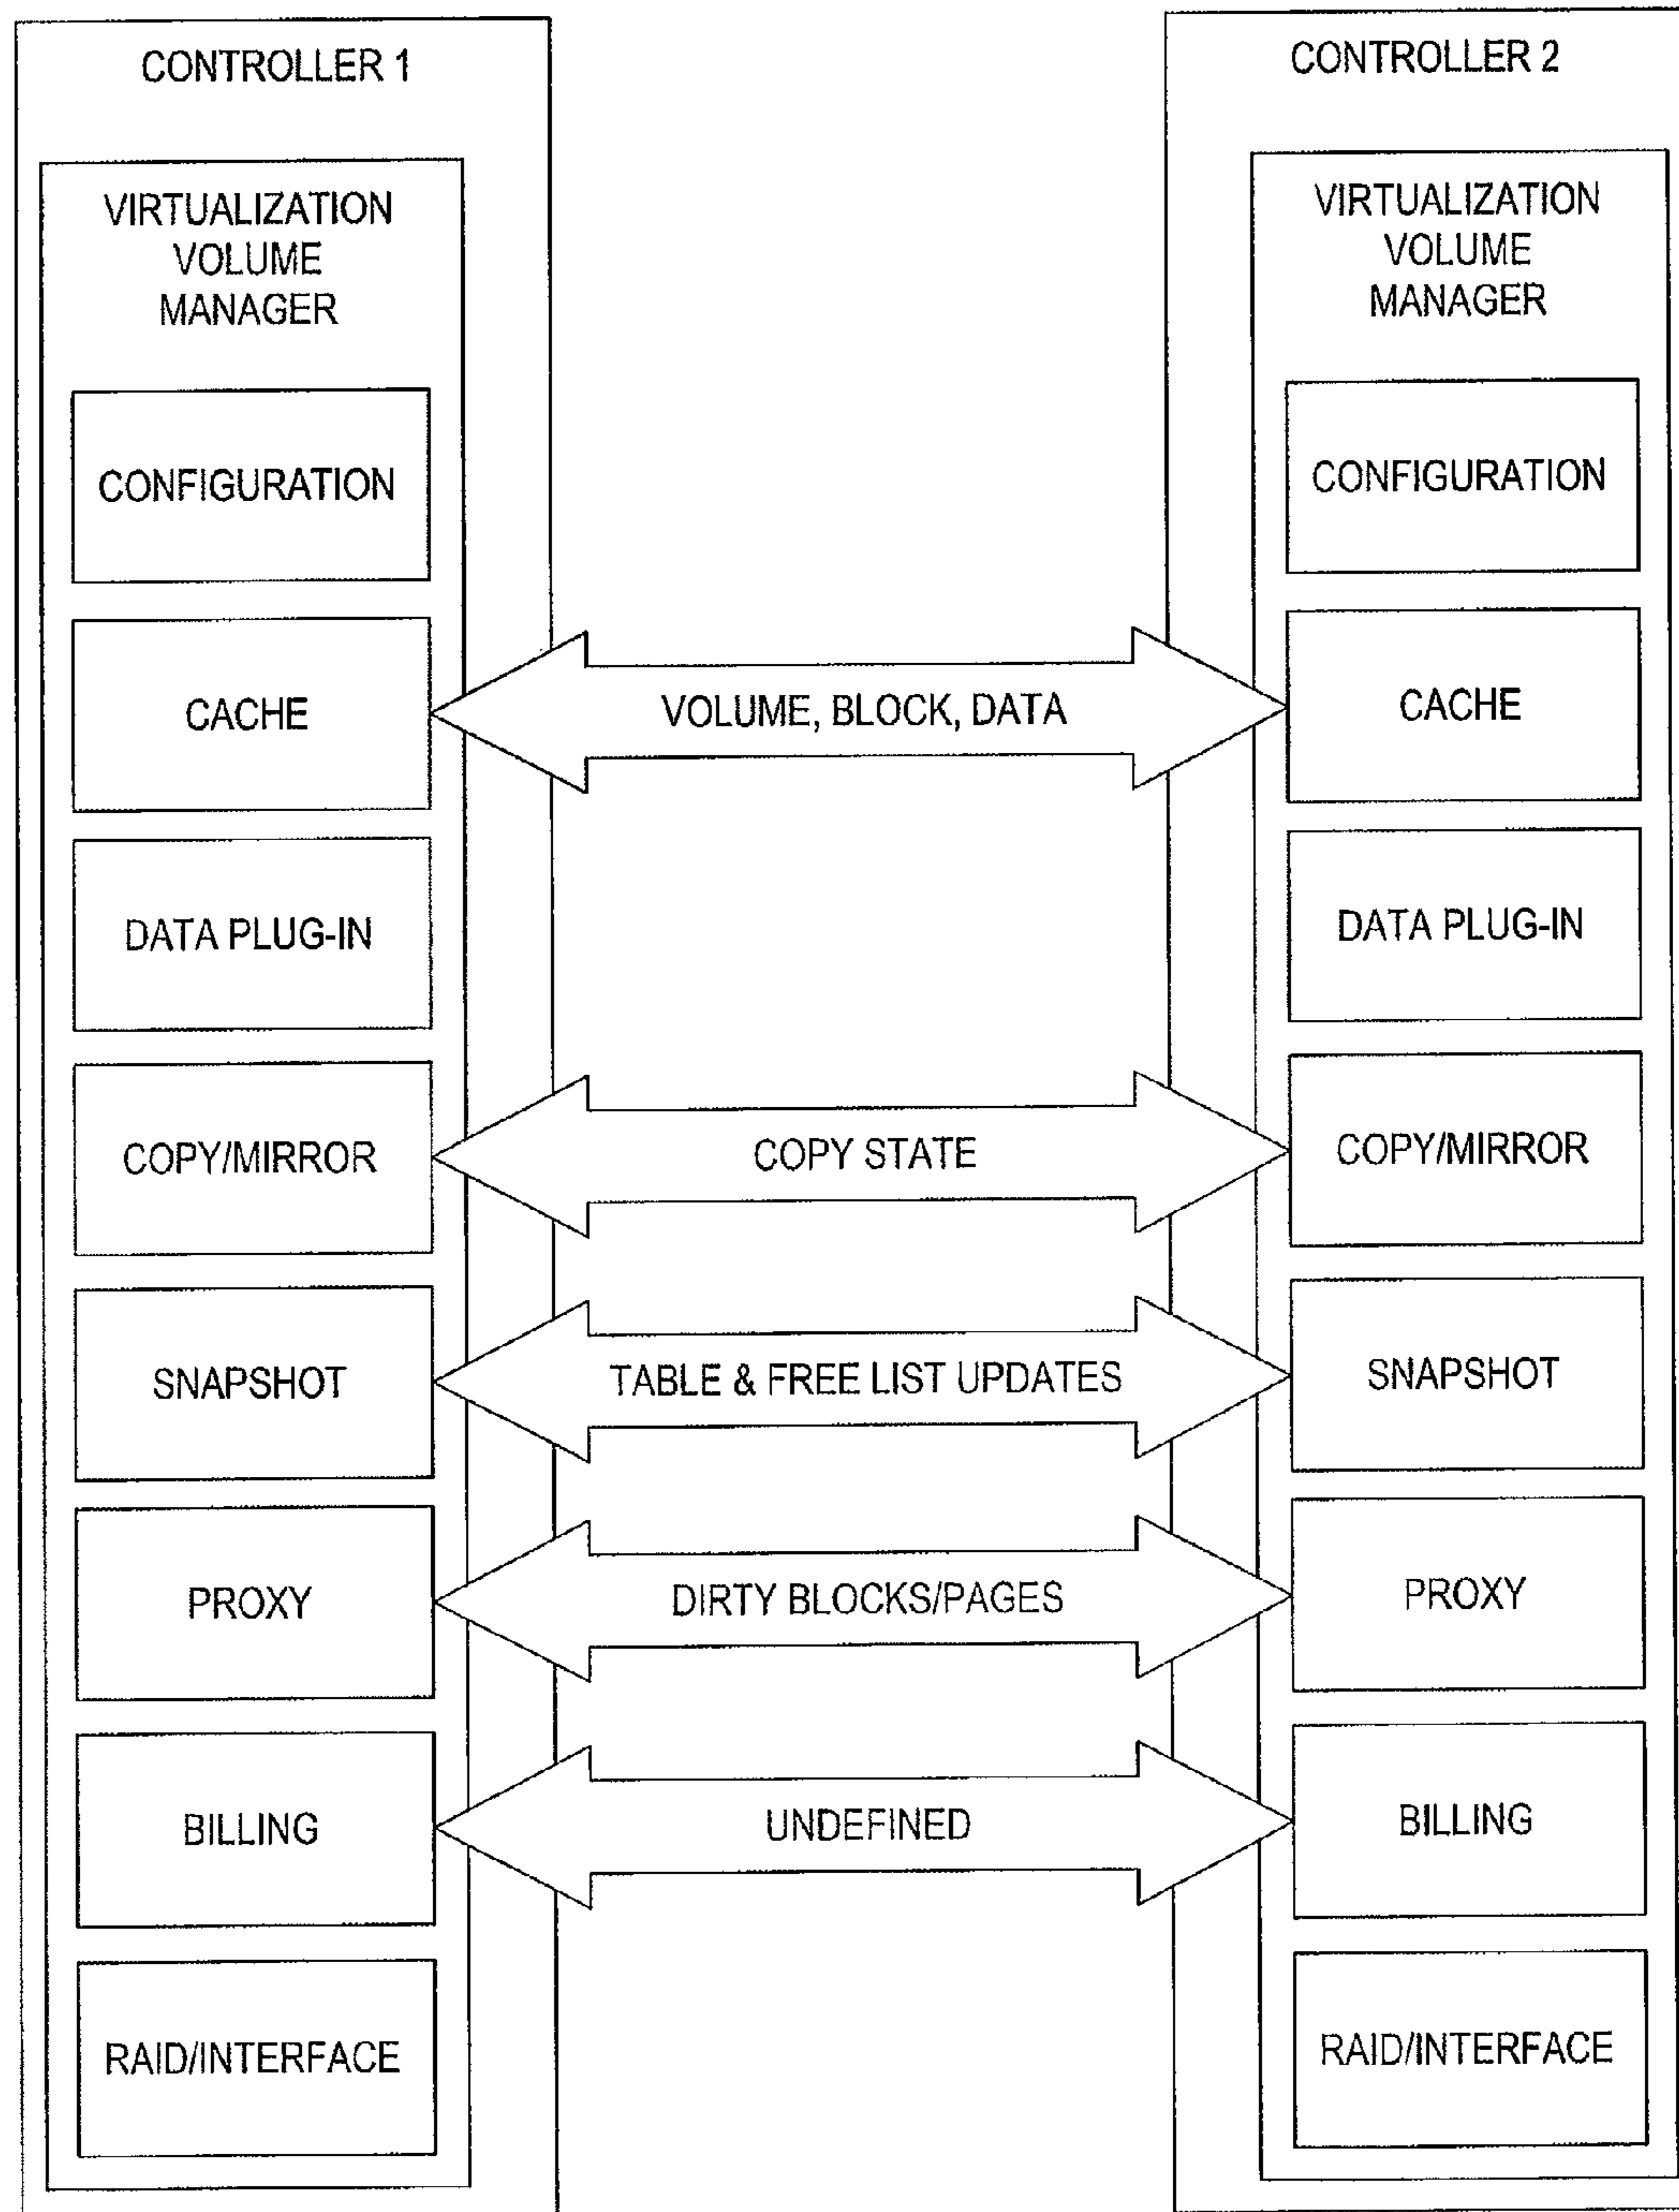 CONTROLLER 1
CONTROLLER 2
VIRTUALIZATION
VOLUME
MANAGER
VIRTUALIZATION
VOLUME
MANAGER
CONFIGURATION
CONFIGURATION
CACHE
VOLUME, BLOCK, DATA
CACHE
DATA PLUG-IN
DATA PLUG-IN
COPY/MIRROR
COPY STATE
COPY/MIRROR
SNAPSHOT
TABLE & FREE LIST UPDATES
SNAPSHOT
PROXY
DIRTY BLOCKS/PAGES
PROXY
BILLING
UNDEFINED
BILLING
RAID/INTERFACE
RAID/INTERFACE